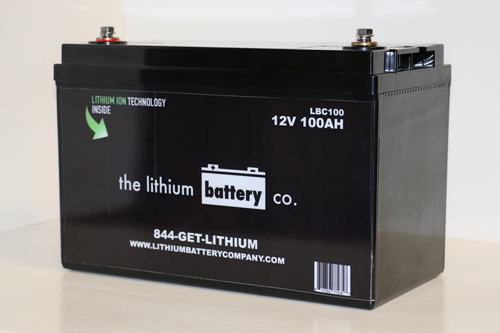 LITHIUM ION TECHNOLOGY
INSIDE
LBC100
12V 100AH
the lithium battery co.
844-GET-LITHIUM
WWW.LITHIUMBATTERYCOMPANY.COM